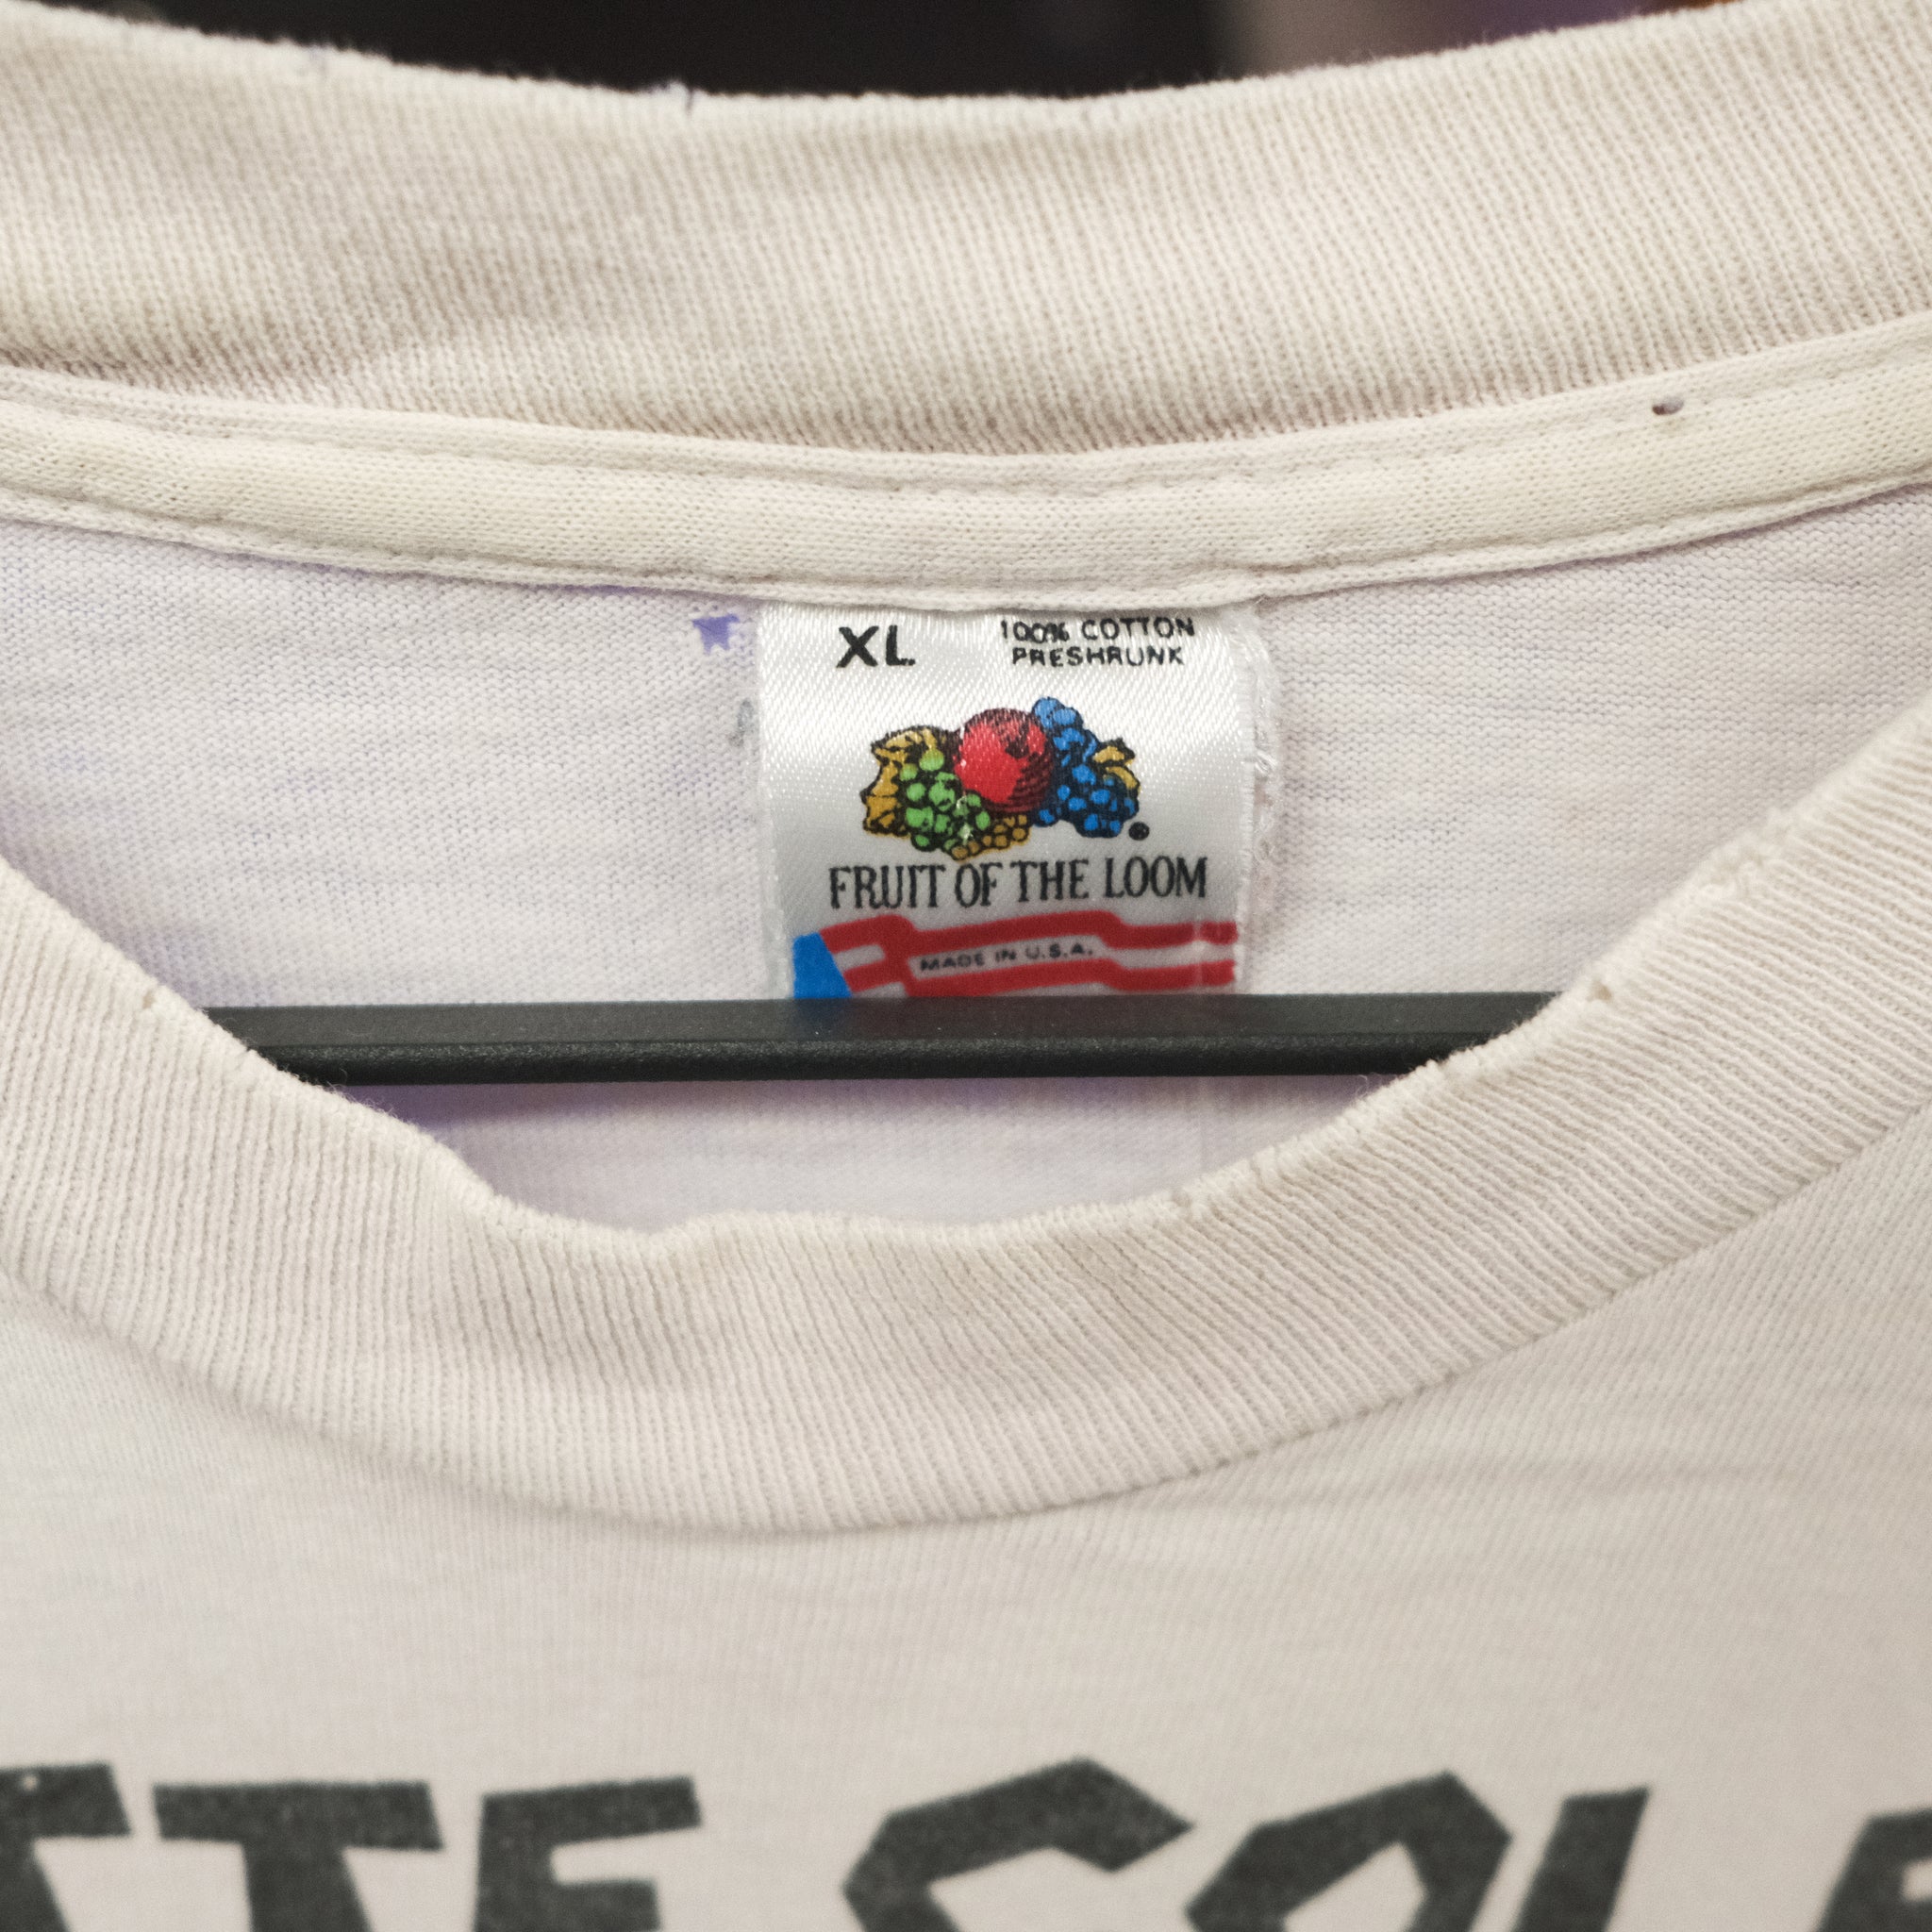 XL
100% COTTON
PRESHRUNK
®
FRUIT OF THE LOOM
MADE IN U.S.A.